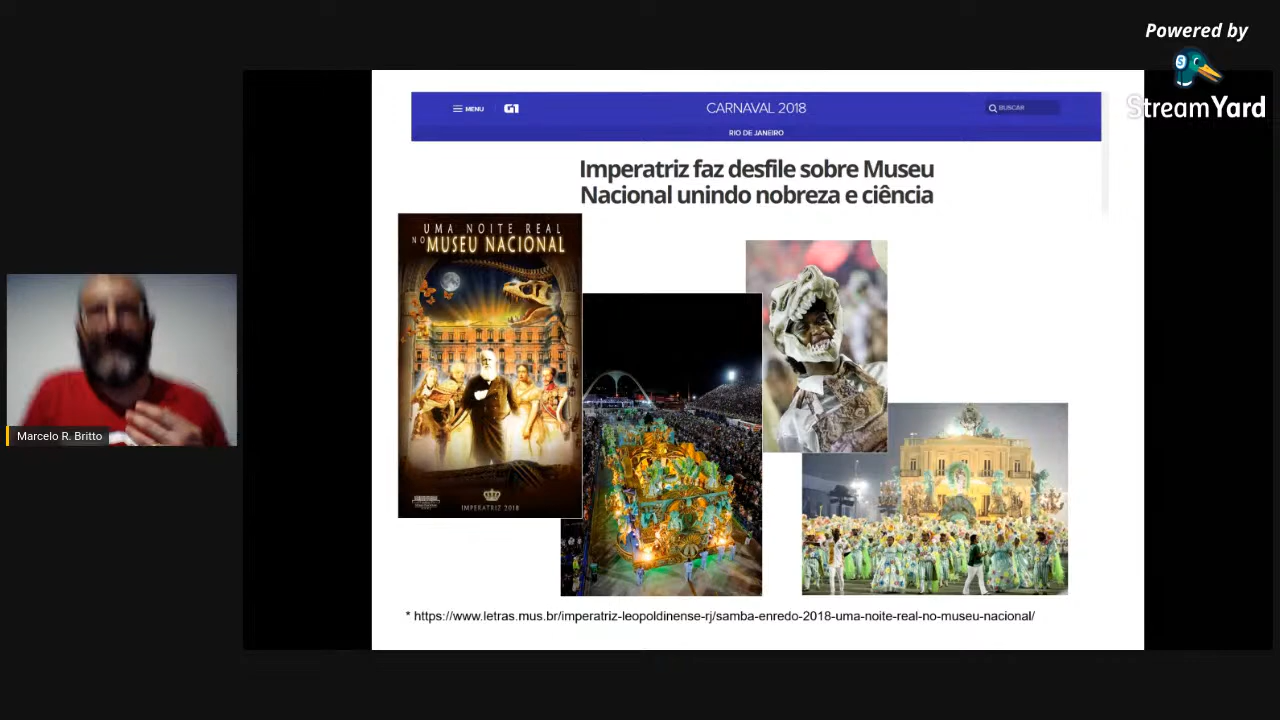 Powered by
StreamYard
MENU G1 CARNAVAL 2018 BUSCAR
RIO DE JANEIRO
Imperatriz faz desfile sobre Museu
Nacional unindo nobreza e ciência
UMA NOITE REAL
NO MUSEU NACIONAL
IMPERATRIZ 2018
Marcelo R. Britto
* https://www.letras.mus.br/imperatriz-leopoldinense-rj/samba-enredo-2018-uma-noite-real-no-museu-nacional/